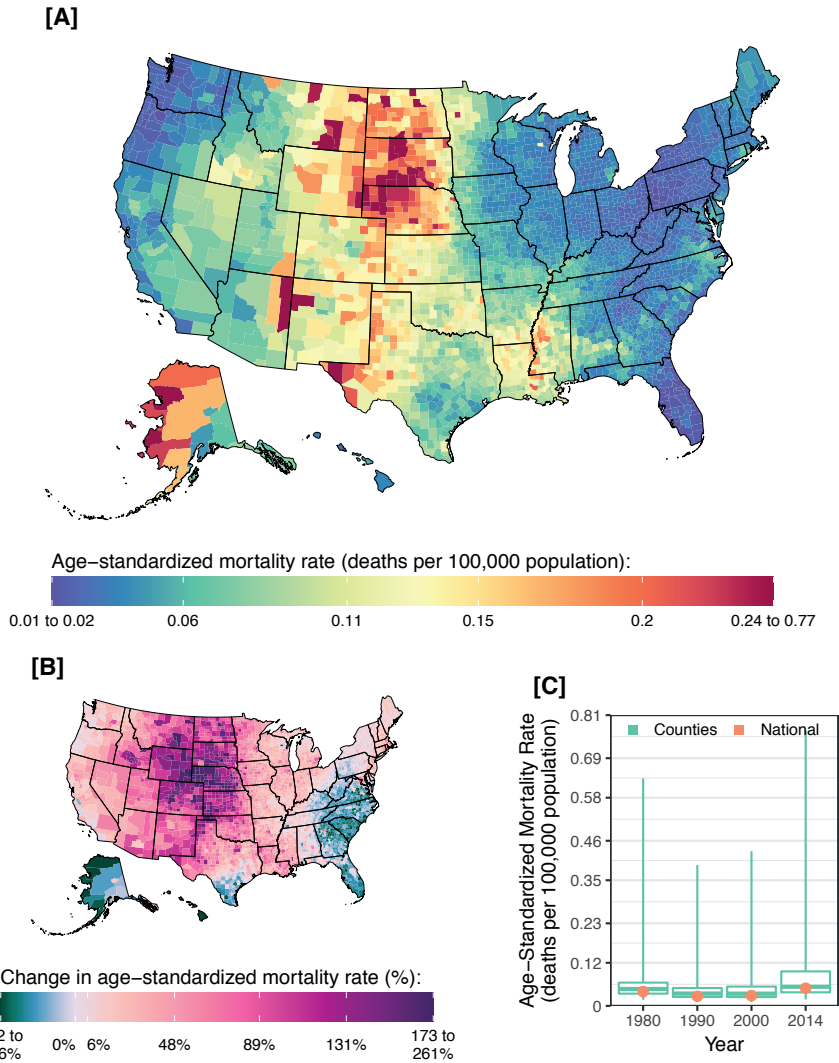 [A]
Age–standardized mortality rate (deaths per 100,000 population):
0.01 to 0.02 0.06 0.11 0.15 0.2 0.24 to 0.77
[B]
Change in age–standardized mortality rate (%):
2 to 0% 6% 48% 89% 131% 173 to
6% 261%
[C]
Age–Standardized Mortality Rate
(deaths per 100,000 population)
Counties National
0.81
0.69
0.58
0.46
0.35
0.23
0.12
0
1980 1990 2000 2014
Year